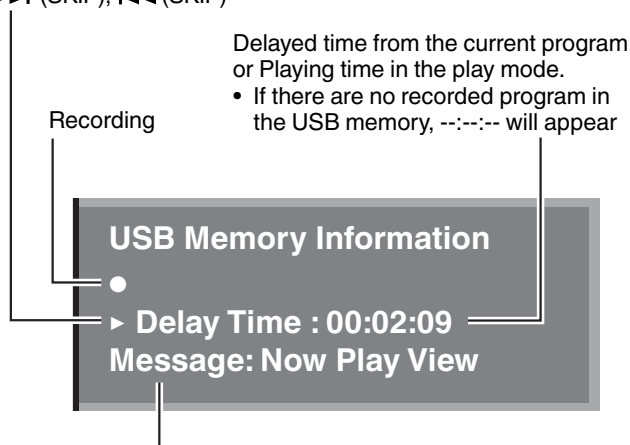 (SKIP), (SKIP)
Delayed time from the current program
or Playing time in the play mode.
• If there are no recorded program in
the USB memory, --:--:-- will appear
Recording
USB Memory Information
●
► Delay Time : 00:02:09
Message: Now Play View